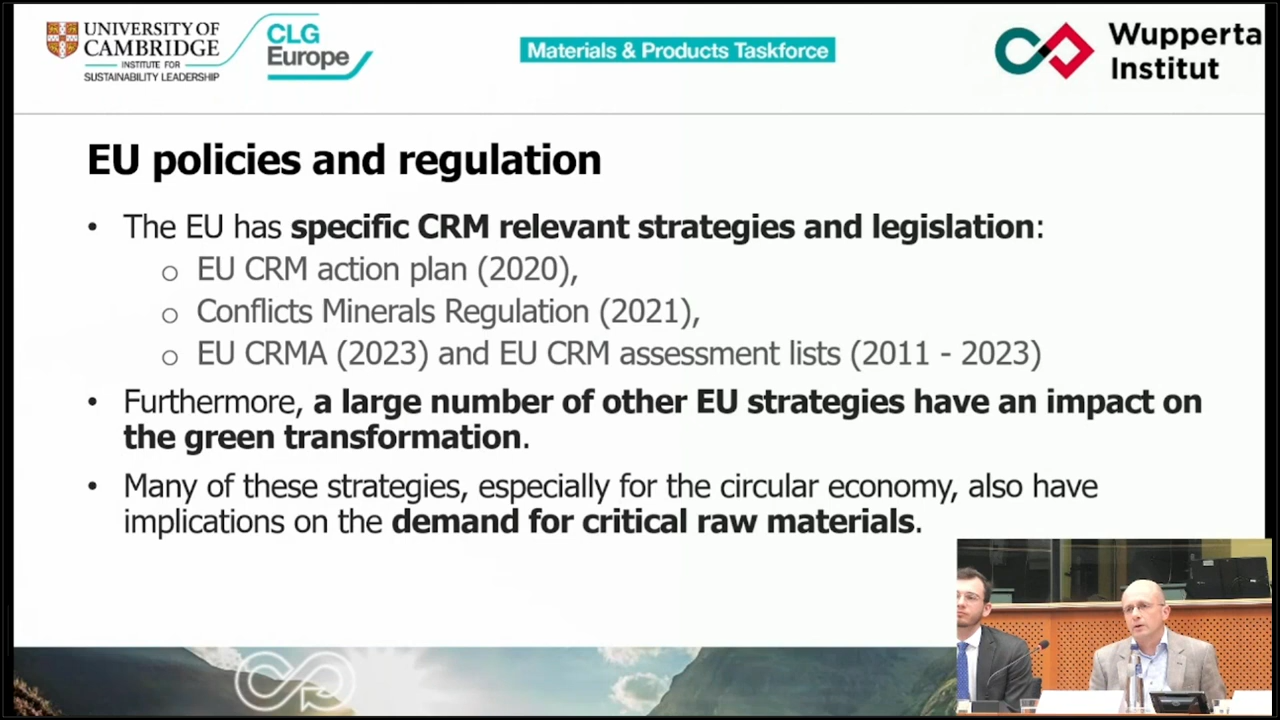 UNIVERSITY OF
CAMBRIDGE
INSTITUTE FOR
SUSTAINABILITY LEADERSHIP
CLG
Europe
Materials & Products Taskforce
Wupperta
Institut
EU policies and regulation
• The EU has specific CRM relevant strategies and legislation:
o EU CRM action plan (2020),
o Conflicts Minerals Regulation (2021),
o EU CRMA (2023) and EU CRM assessment lists (2011 - 2023)
• Furthermore, a large number of other EU strategies have an impact on
the green transformation.
• Many of these strategies, especially for the circular economy, also have
implications on the demand for critical raw materials.